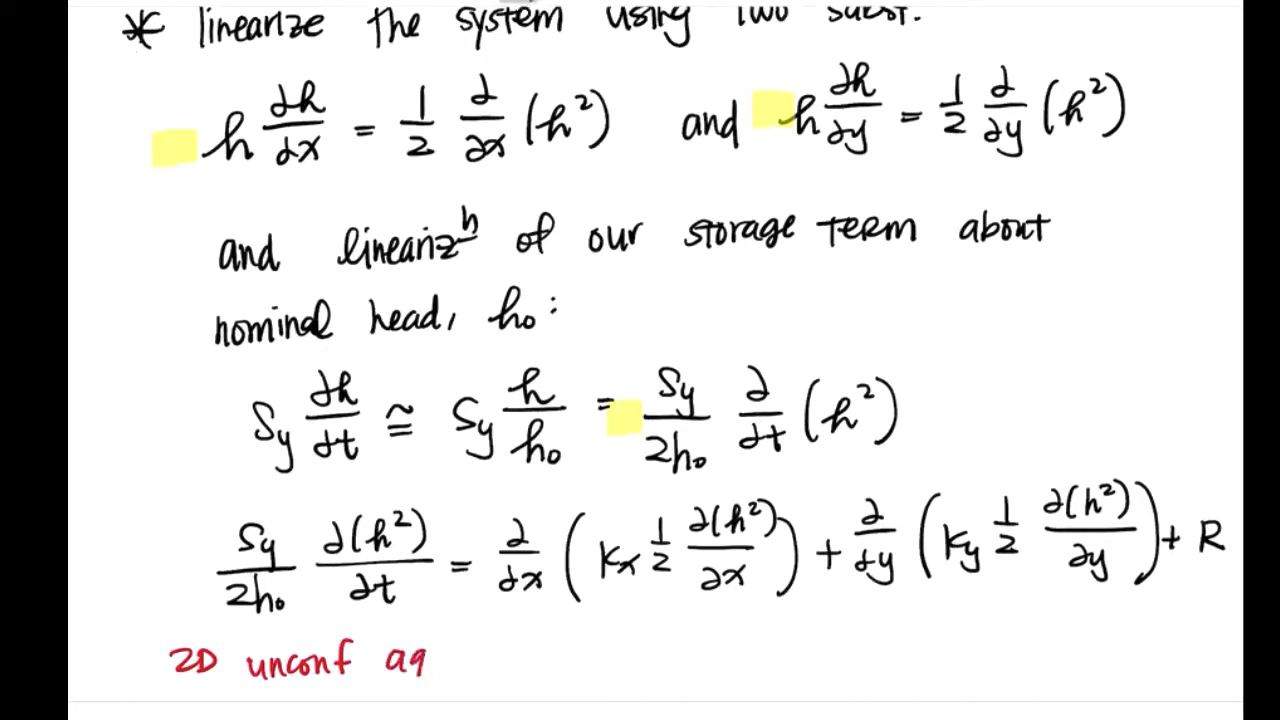 * linearize the system using two subst.
h ∂h/∂x = 1/2 ∂/∂x (h²) and h ∂h/∂y = 1/2 ∂/∂y (h²)
and linearizⁿ of our storage term about
nominal head, h₀ :
Sy ∂h/∂t ≅ Sy h/h₀ = Sy/2h₀ ∂/∂t (h²)
Sy/2h₀ ∂(h²)/∂t = ∂/∂x (Kx 1/2 ∂(h²)/∂x) + ∂/∂y (Ky 1/2 ∂(h²)/∂y) + R
2D unconf aq